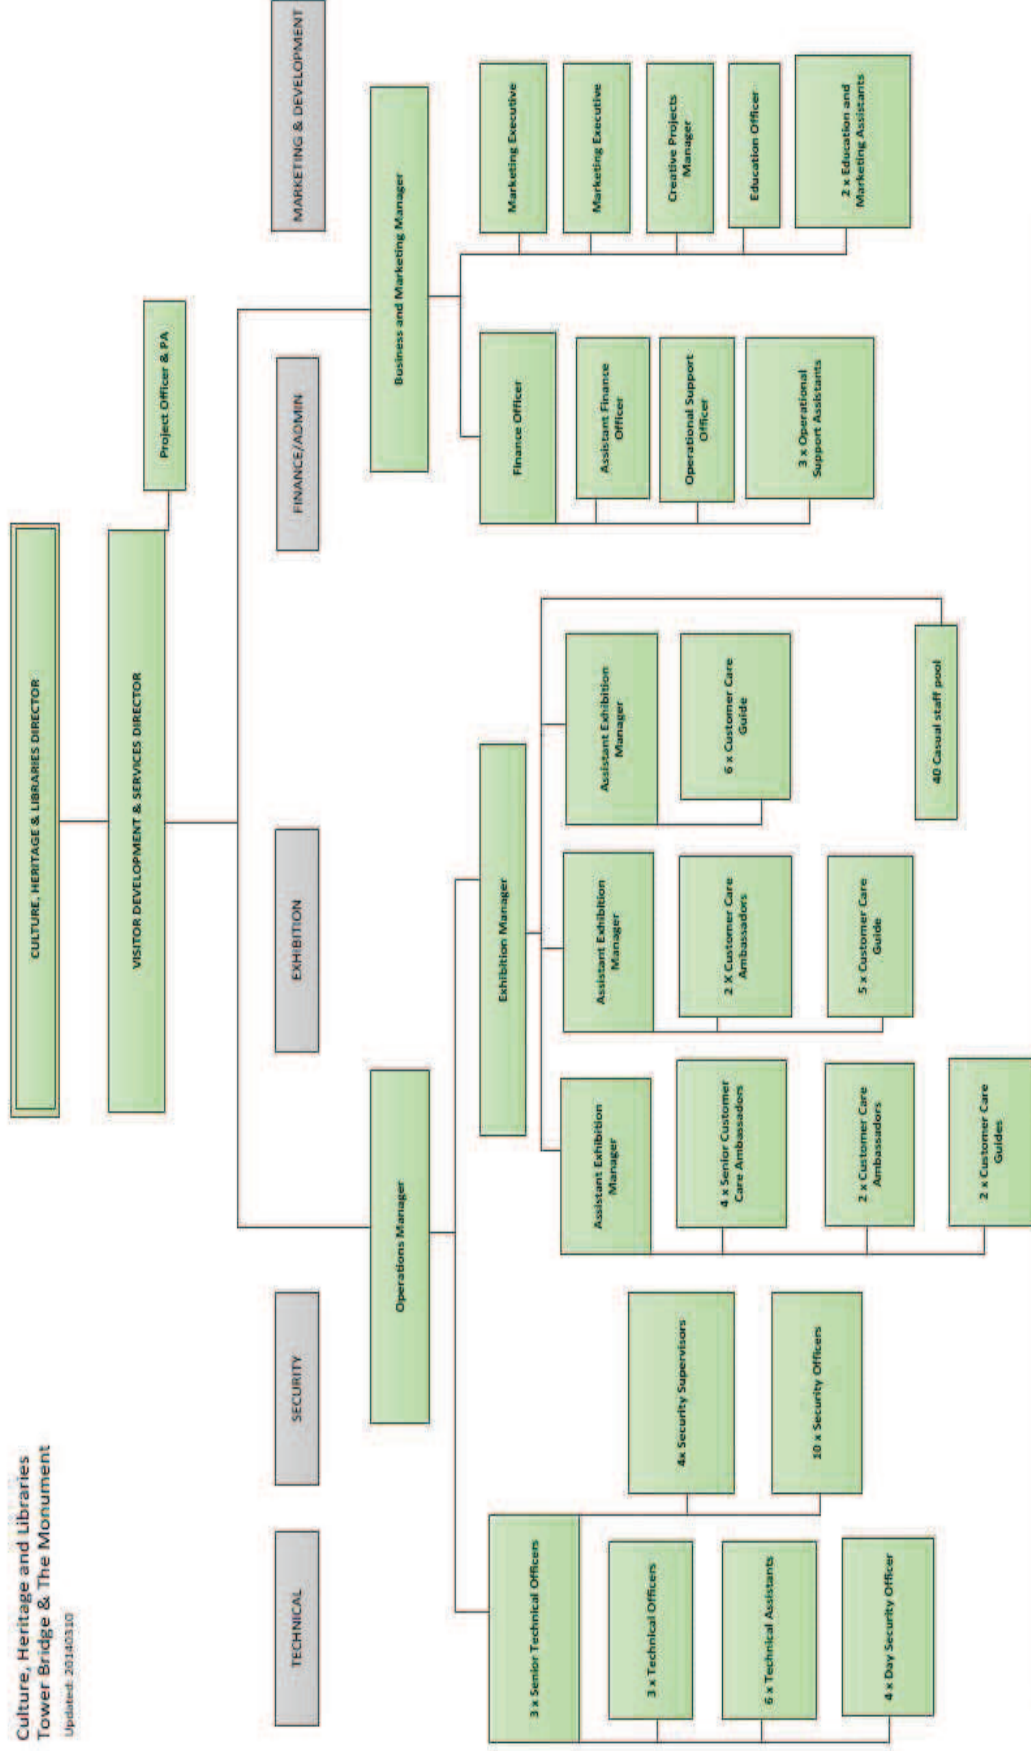 Culture, Heritage and Libraries
Tower Bridge & The Monument
Updated: 20140310
CULTURE, HERITAGE & LIBRARIES DIRECTOR
VISITOR DEVELOPMENT & SERVICES DIRECTOR
Project Officer & PA
TECHNICAL
SECURITY
EXHIBITION
FINANCE/ADMIN
MARKETING & DEVELOPMENT
Operations Manager
Business and Marketing Manager
3 x Senior Technical Officers
3 x Technical Officers
6 x Technical Assistants
4 x Day Security Officer
4x Security Supervisors
10 x Security Officers
Exhibition Manager
Assistant Exhibition
Manager
4 x Senior Customer
Care Ambassadors
2 x Customer Care
Ambassadors
2 x Customer Care
Guides
Assistant Exhibition
Manager
2 X Customer Care
Ambassadors
5 x Customer Care
Guide
Assistant Exhibition
Manager
6 x Customer Care
Guide
40 Casual staff pool
Finance Officer
Assistant Finance
Officer
Operational Support
Officer
3 x Operational
Support Assistants
Marketing Executive
Marketing Executive
Creative Projects
Manager
Education Officer
2 x Education and
Marketing Assistants